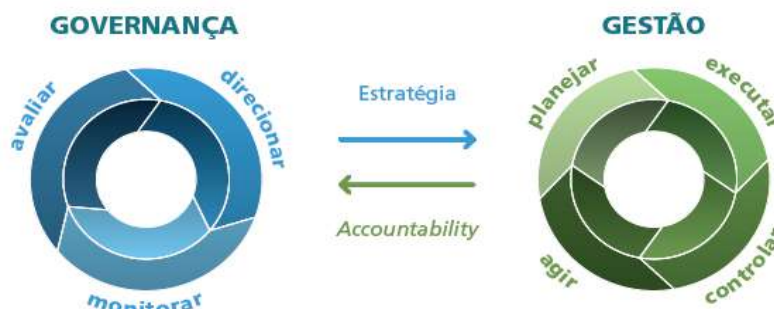 GOVERNANÇA
avaliar
direcionar
monitorar
Estratégia
Accountability
GESTÃO
planejar
executar
controlar
agir